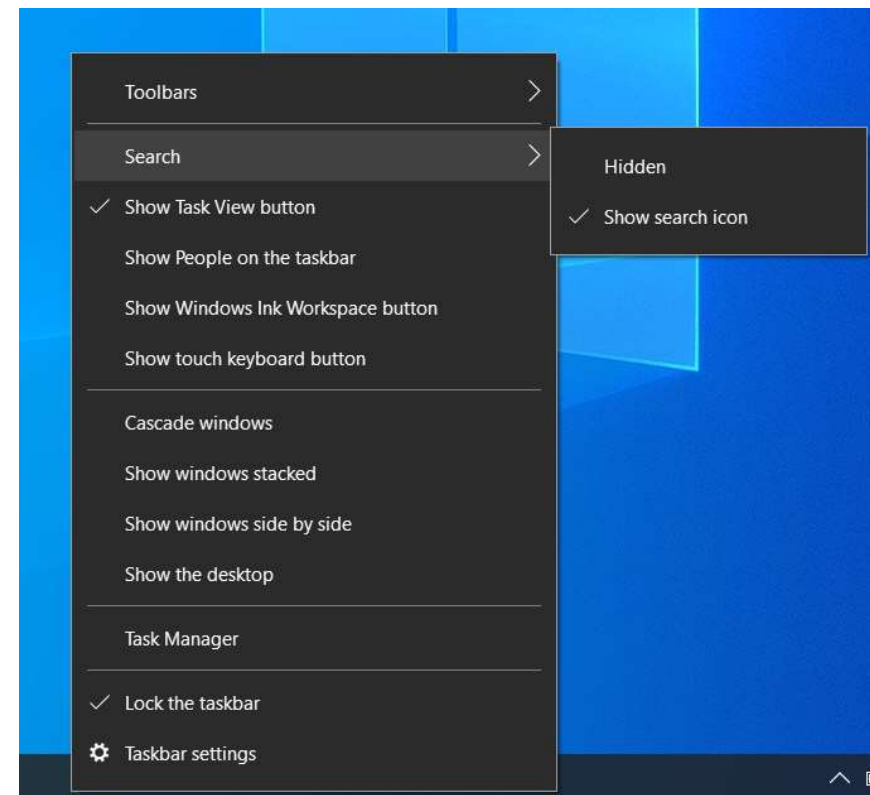 Toolbars
Search
Hidden
Show Task View button
Show search icon
Show People on the taskbar
Show Windows Ink Workspace button
Show touch keyboard button
Cascade windows
Show windows stacked
Show windows side by side
Show the desktop
Task Manager
Lock the taskbar
Taskbar settings